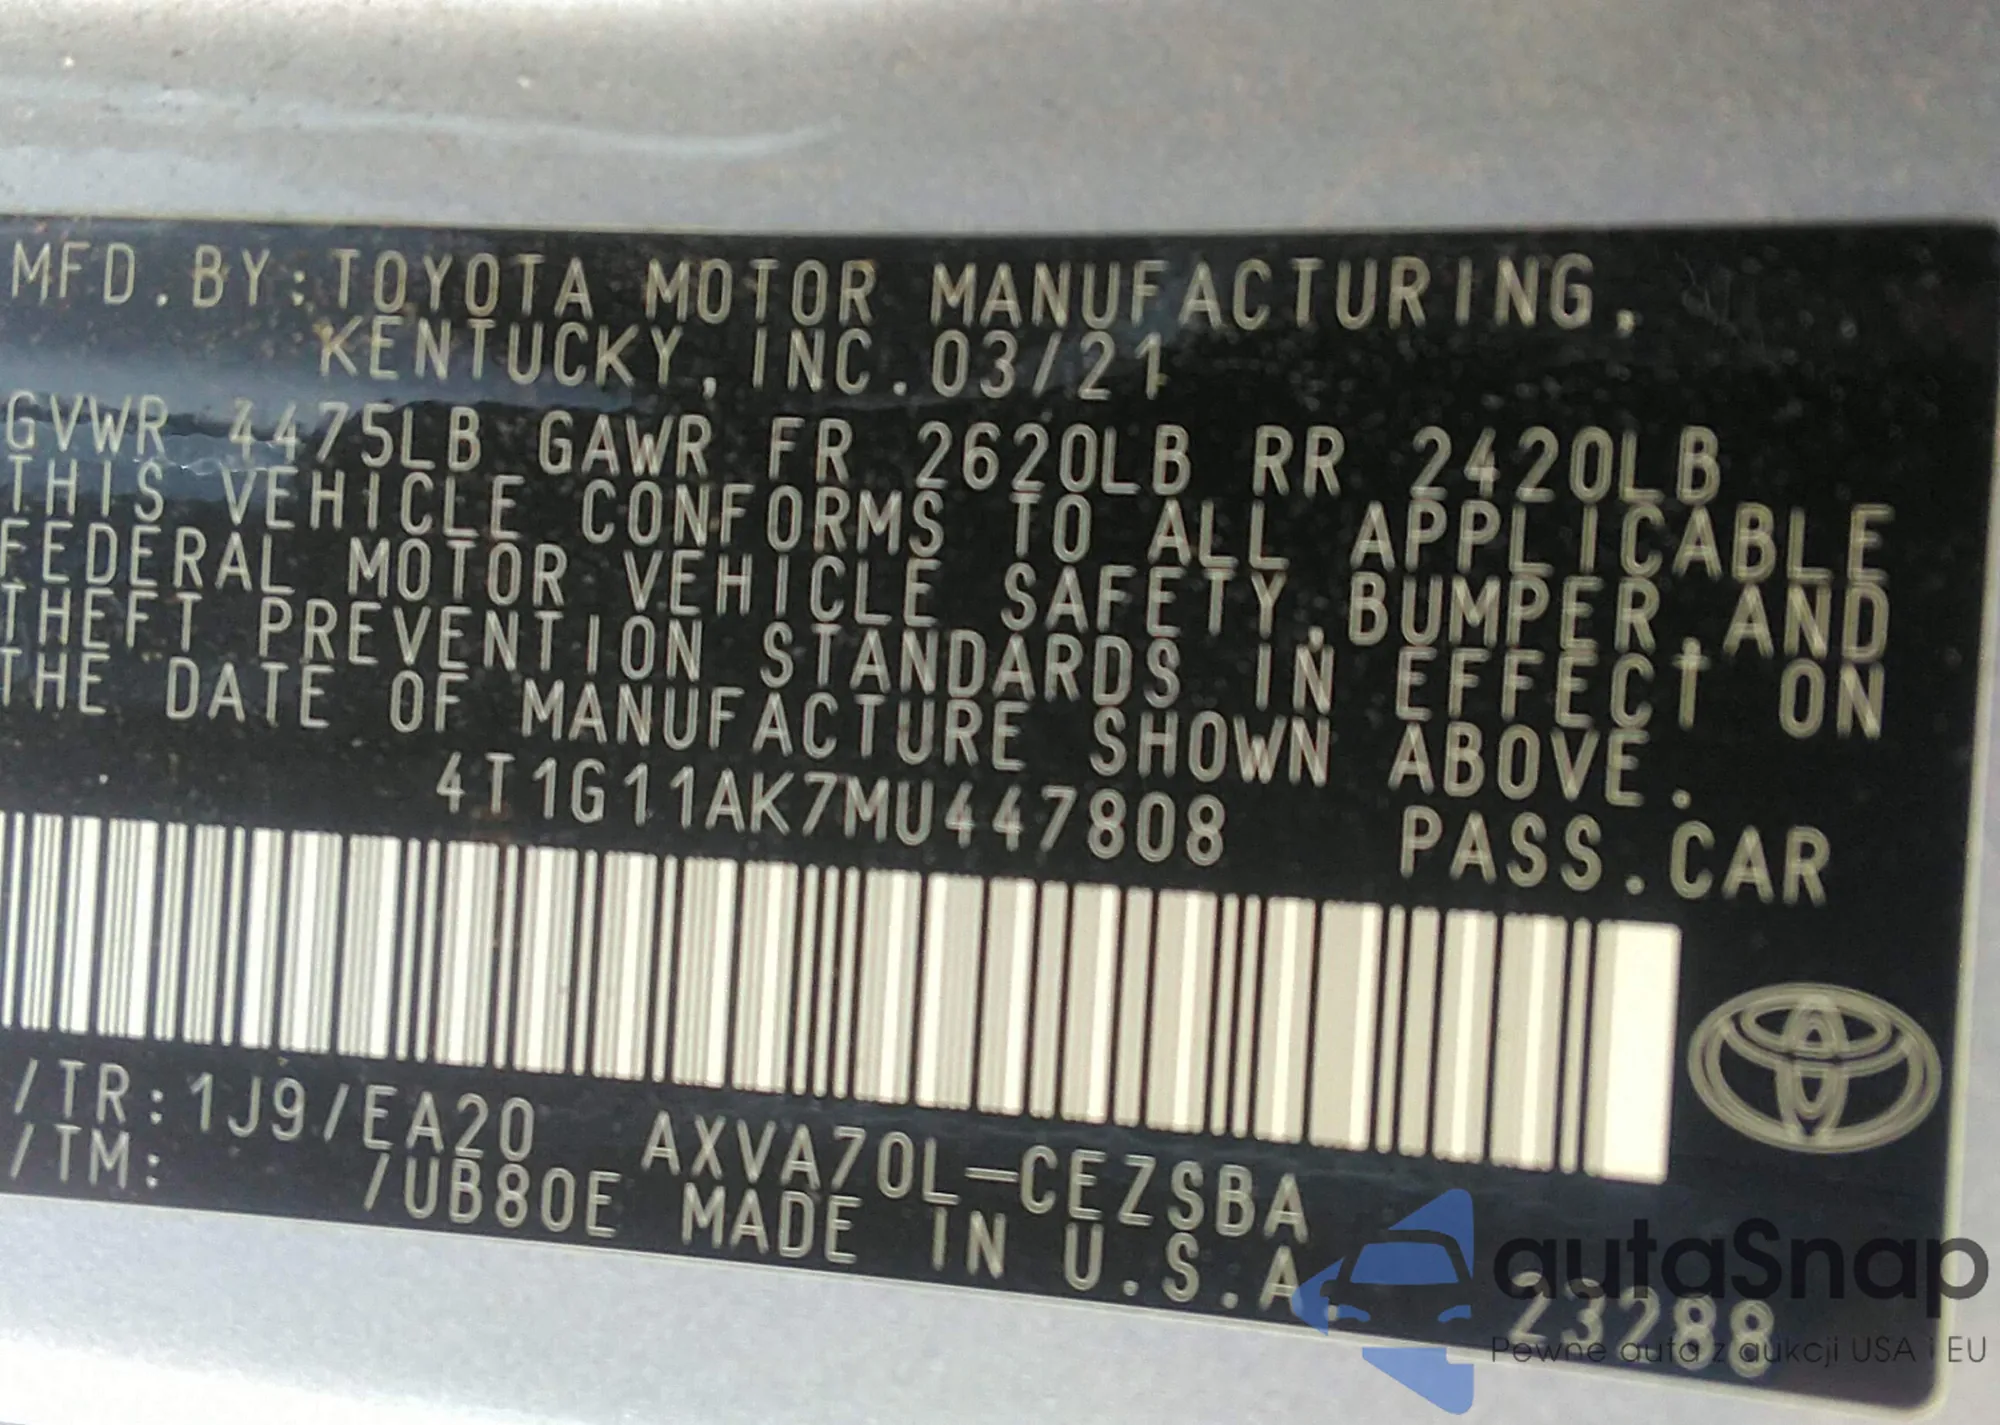 MFD.BY:TOYOTA MOTOR MANUFACTURING,
KENTUCKY, INC.03/21
GVWR 4475LB GAWR FR 2620LB RR 2420LB
THIS VEHICLE CONFORMS TO ALL APPLICABLE
FEDERAL MOTOR VEHICLE SAFETY,BUMPER,AND
THEFT PREVENTION STANDARDS IN EFFECT ON
THE DATE OF MANUFACTURE SHOWN ABOVE.
4T1G11AK7MU447808 PASS.CAR
/TR:1J9/EA20 AXVA70L-CEZSBA
/TM: /UB80E MADE IN U.S.A. 23288
autaSnap
Pewne auta z aukcji USA i EU